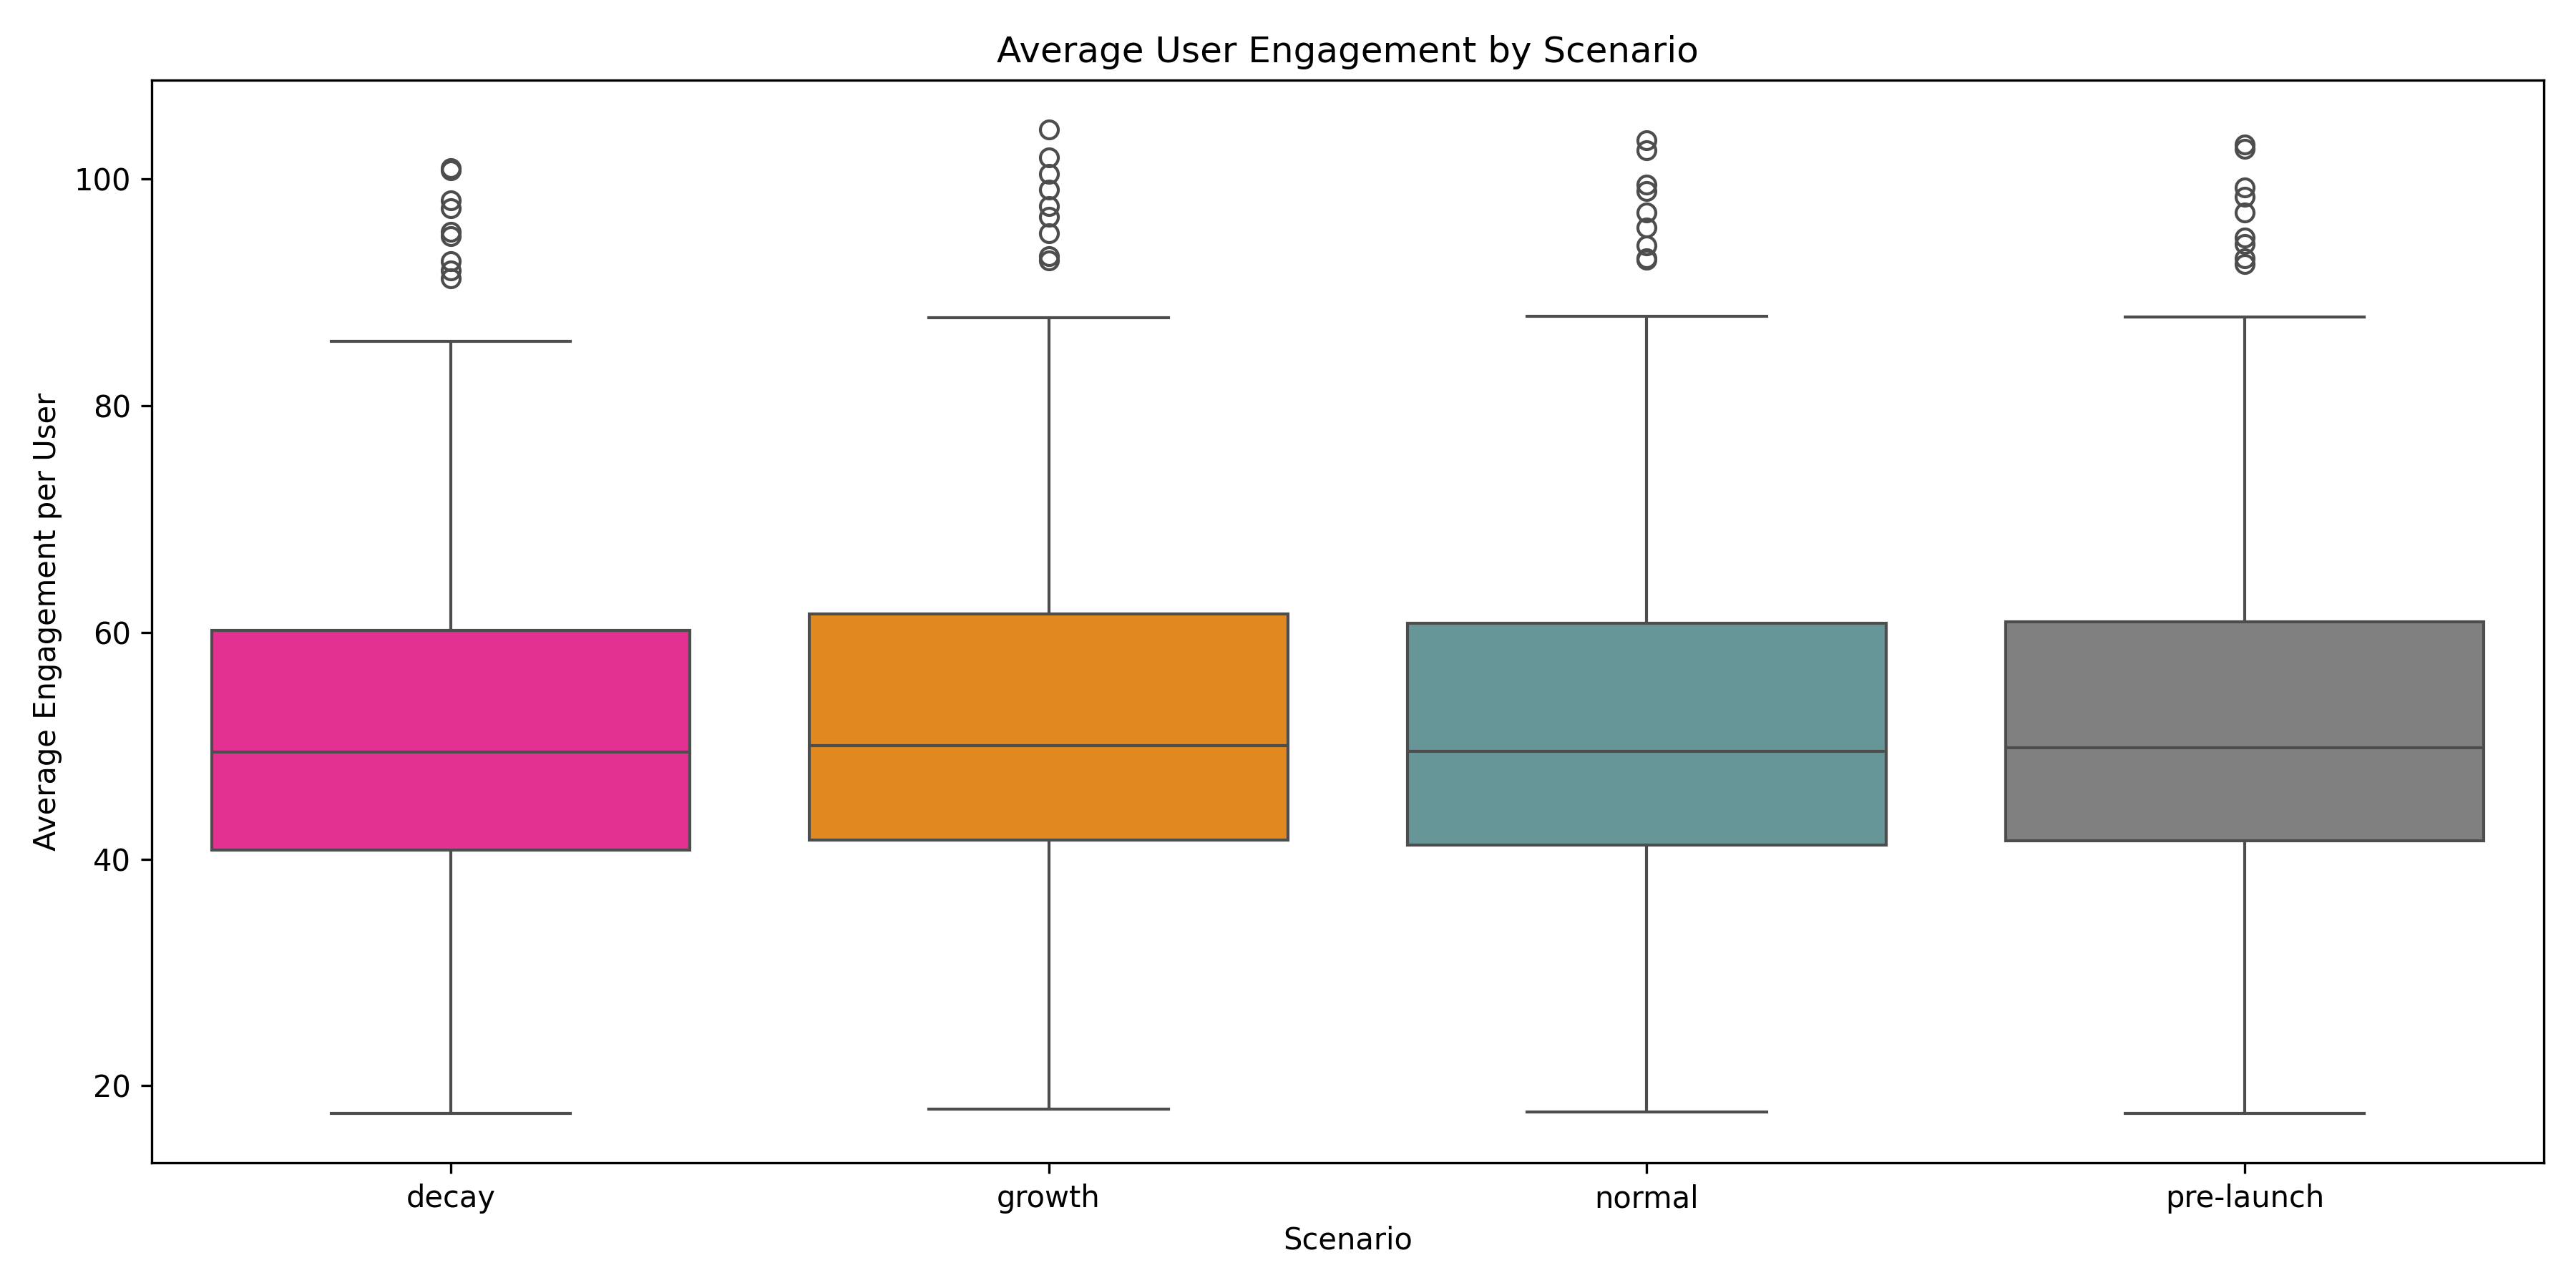 Average User Engagement by Scenario
Average Engagement per User
100
80
60
40
20
decay
growth
normal
pre-launch
Scenario